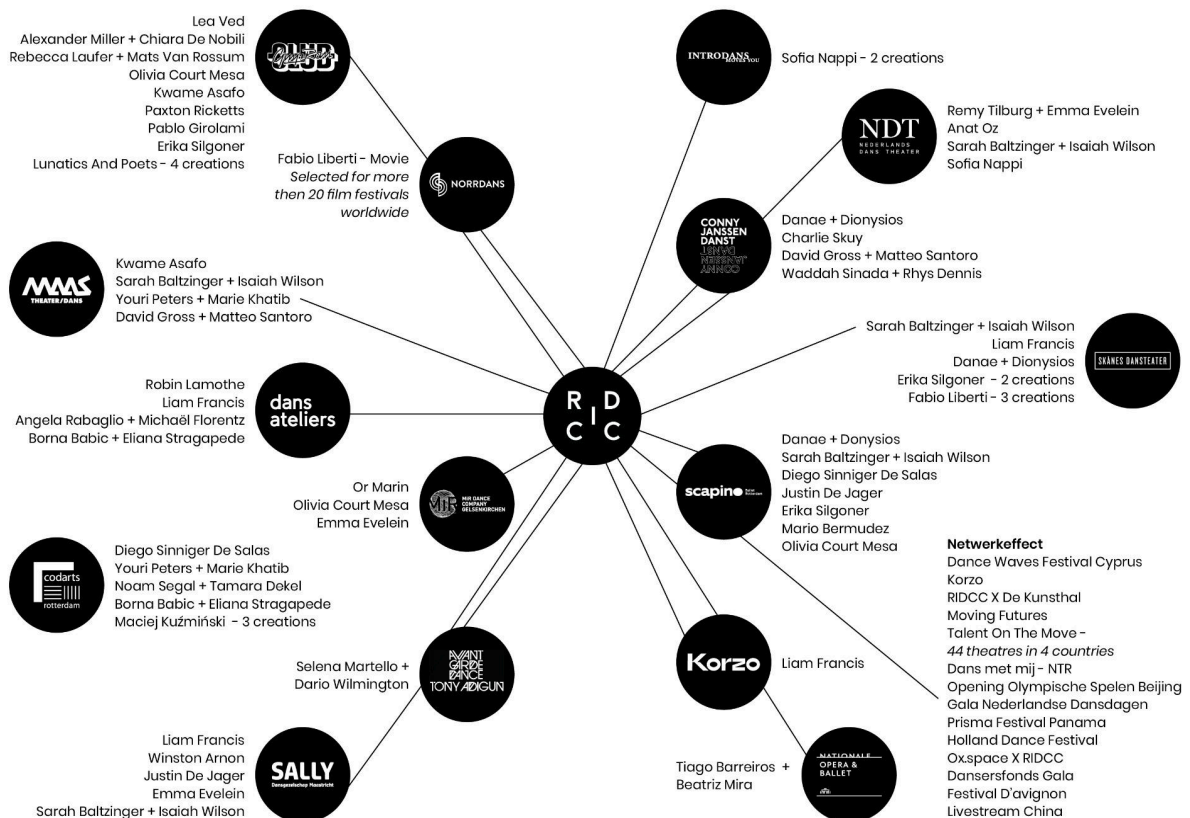 Lea Ved
Alexander Miller + Chiara De Nobili
Rebecca Laufer + Mats Van Rossum
Olivia Court Mesa
Kwame Asafo
Paxton Ricketts
Pablo Girolami
Erika Silgoner
Lunatics And Poets - 4 creations
CLUB
Fabio Liberti - Movie
Selected for more
then 20 film festivals
worldwide
NORRDANS
INTRODANS
MOVES YOU
Sofia Nappi - 2 creations
NDT
NEDERLANDS
DANS THEATER
Remy Tilburg + Emma Evelein
Anat Oz
Sarah Baltzinger + Isaiah Wilson
Sofia Nappi
CONNY
JANSSEN
DANST
DANST
JANSSEN
CONNY
Danae + Dionysios
Charlie Skuy
David Gross + Matteo Santoro
Waddah Sinada + Rhys Dennis
MAAS
THEATER/DANS
Kwame Asafo
Sarah Baltzinger + Isaiah Wilson
Youri Peters + Marie Khatib
David Gross + Matteo Santoro
Sarah Baltzinger + Isaiah Wilson
Liam Francis
Danae + Dionysios
Erika Silgoner - 2 creations
Fabio Liberti - 3 creations
SKÅNES DANSTEATER
Robin Lamothe
Liam Francis
Angela Rabaglio + Michaël Florentz
Borna Babic + Eliana Stragapede
dans
ateliers
R D
I
C C
Or Marin
Olivia Court Mesa
Emma Evelein
MiR DANCE
COMPANY
GELSENKIRCHEN
scapino
Ballet
Rotterdam
Danae + Donysios
Sarah Baltzinger + Isaiah Wilson
Diego Sinniger De Salas
Justin De Jager
Erika Silgoner
Mario Bermudez
Olivia Court Mesa
codarts
rotterdam
Diego Sinniger De Salas
Youri Peters + Marie Khatib
Noam Segal + Tamara Dekel
Borna Babic + Eliana Stragapede
Maciej Kuźmiński - 3 creations
Netwerkeffect
Dance Waves Festival Cyprus
Korzo
RIDCC X De Kunsthal
Moving Futures
Talent On The Move -
44 theatres in 4 countries
Dans met mij - NTR
Opening Olympische Spelen Beijing
Gala Nederlandse Dansdagen
Prisma Festival Panama
Holland Dance Festival
Ox.space X RIDCC
Dansersfonds Gala
Festival D'avignon
Livestream China
Selena Martello +
Dario Wilmington
AVANT
GARDE
DANCE
TONY ADIGUN
Korzo
Liam Francis
Liam Francis
Winston Arnon
Justin De Jager
Emma Evelein
Sarah Baltzinger + Isaiah Wilson
SALLY
Dansgezelschap Maastricht
Tiago Barreiros +
Beatriz Mira
NATIONALE
OPERA &
BALLET